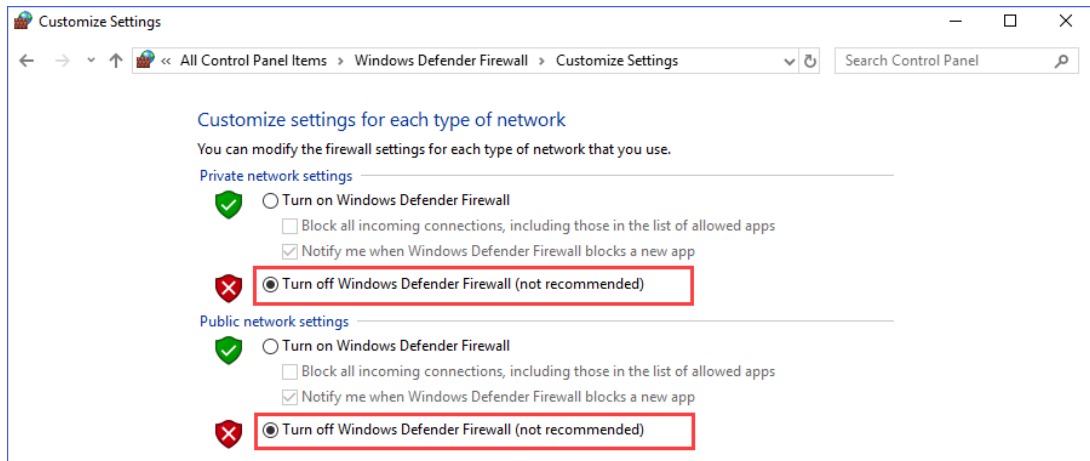 Customize Settings
« All Control Panel Items > Windows Defender Firewall > Customize Settings Search Control Panel
Customize settings for each type of network
You can modify the firewall settings for each type of network that you use.
Private network settings
Turn on Windows Defender Firewall
Block all incoming connections, including those in the list of allowed apps
Notify me when Windows Defender Firewall blocks a new app
Turn off Windows Defender Firewall (not recommended)
Public network settings
Turn on Windows Defender Firewall
Block all incoming connections, including those in the list of allowed apps
Notify me when Windows Defender Firewall blocks a new app
Turn off Windows Defender Firewall (not recommended)